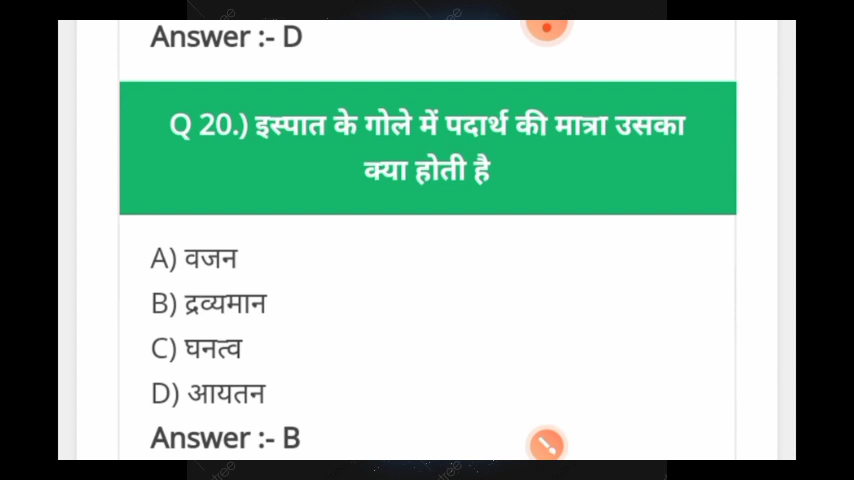 Answer :- D
Q 20.) इस्पात के गोले में पदार्थ की मात्रा उसका
क्या होती है
A) वजन
B) द्रव्यमान
C) घनत्व
D) आयतन
Answer :- B